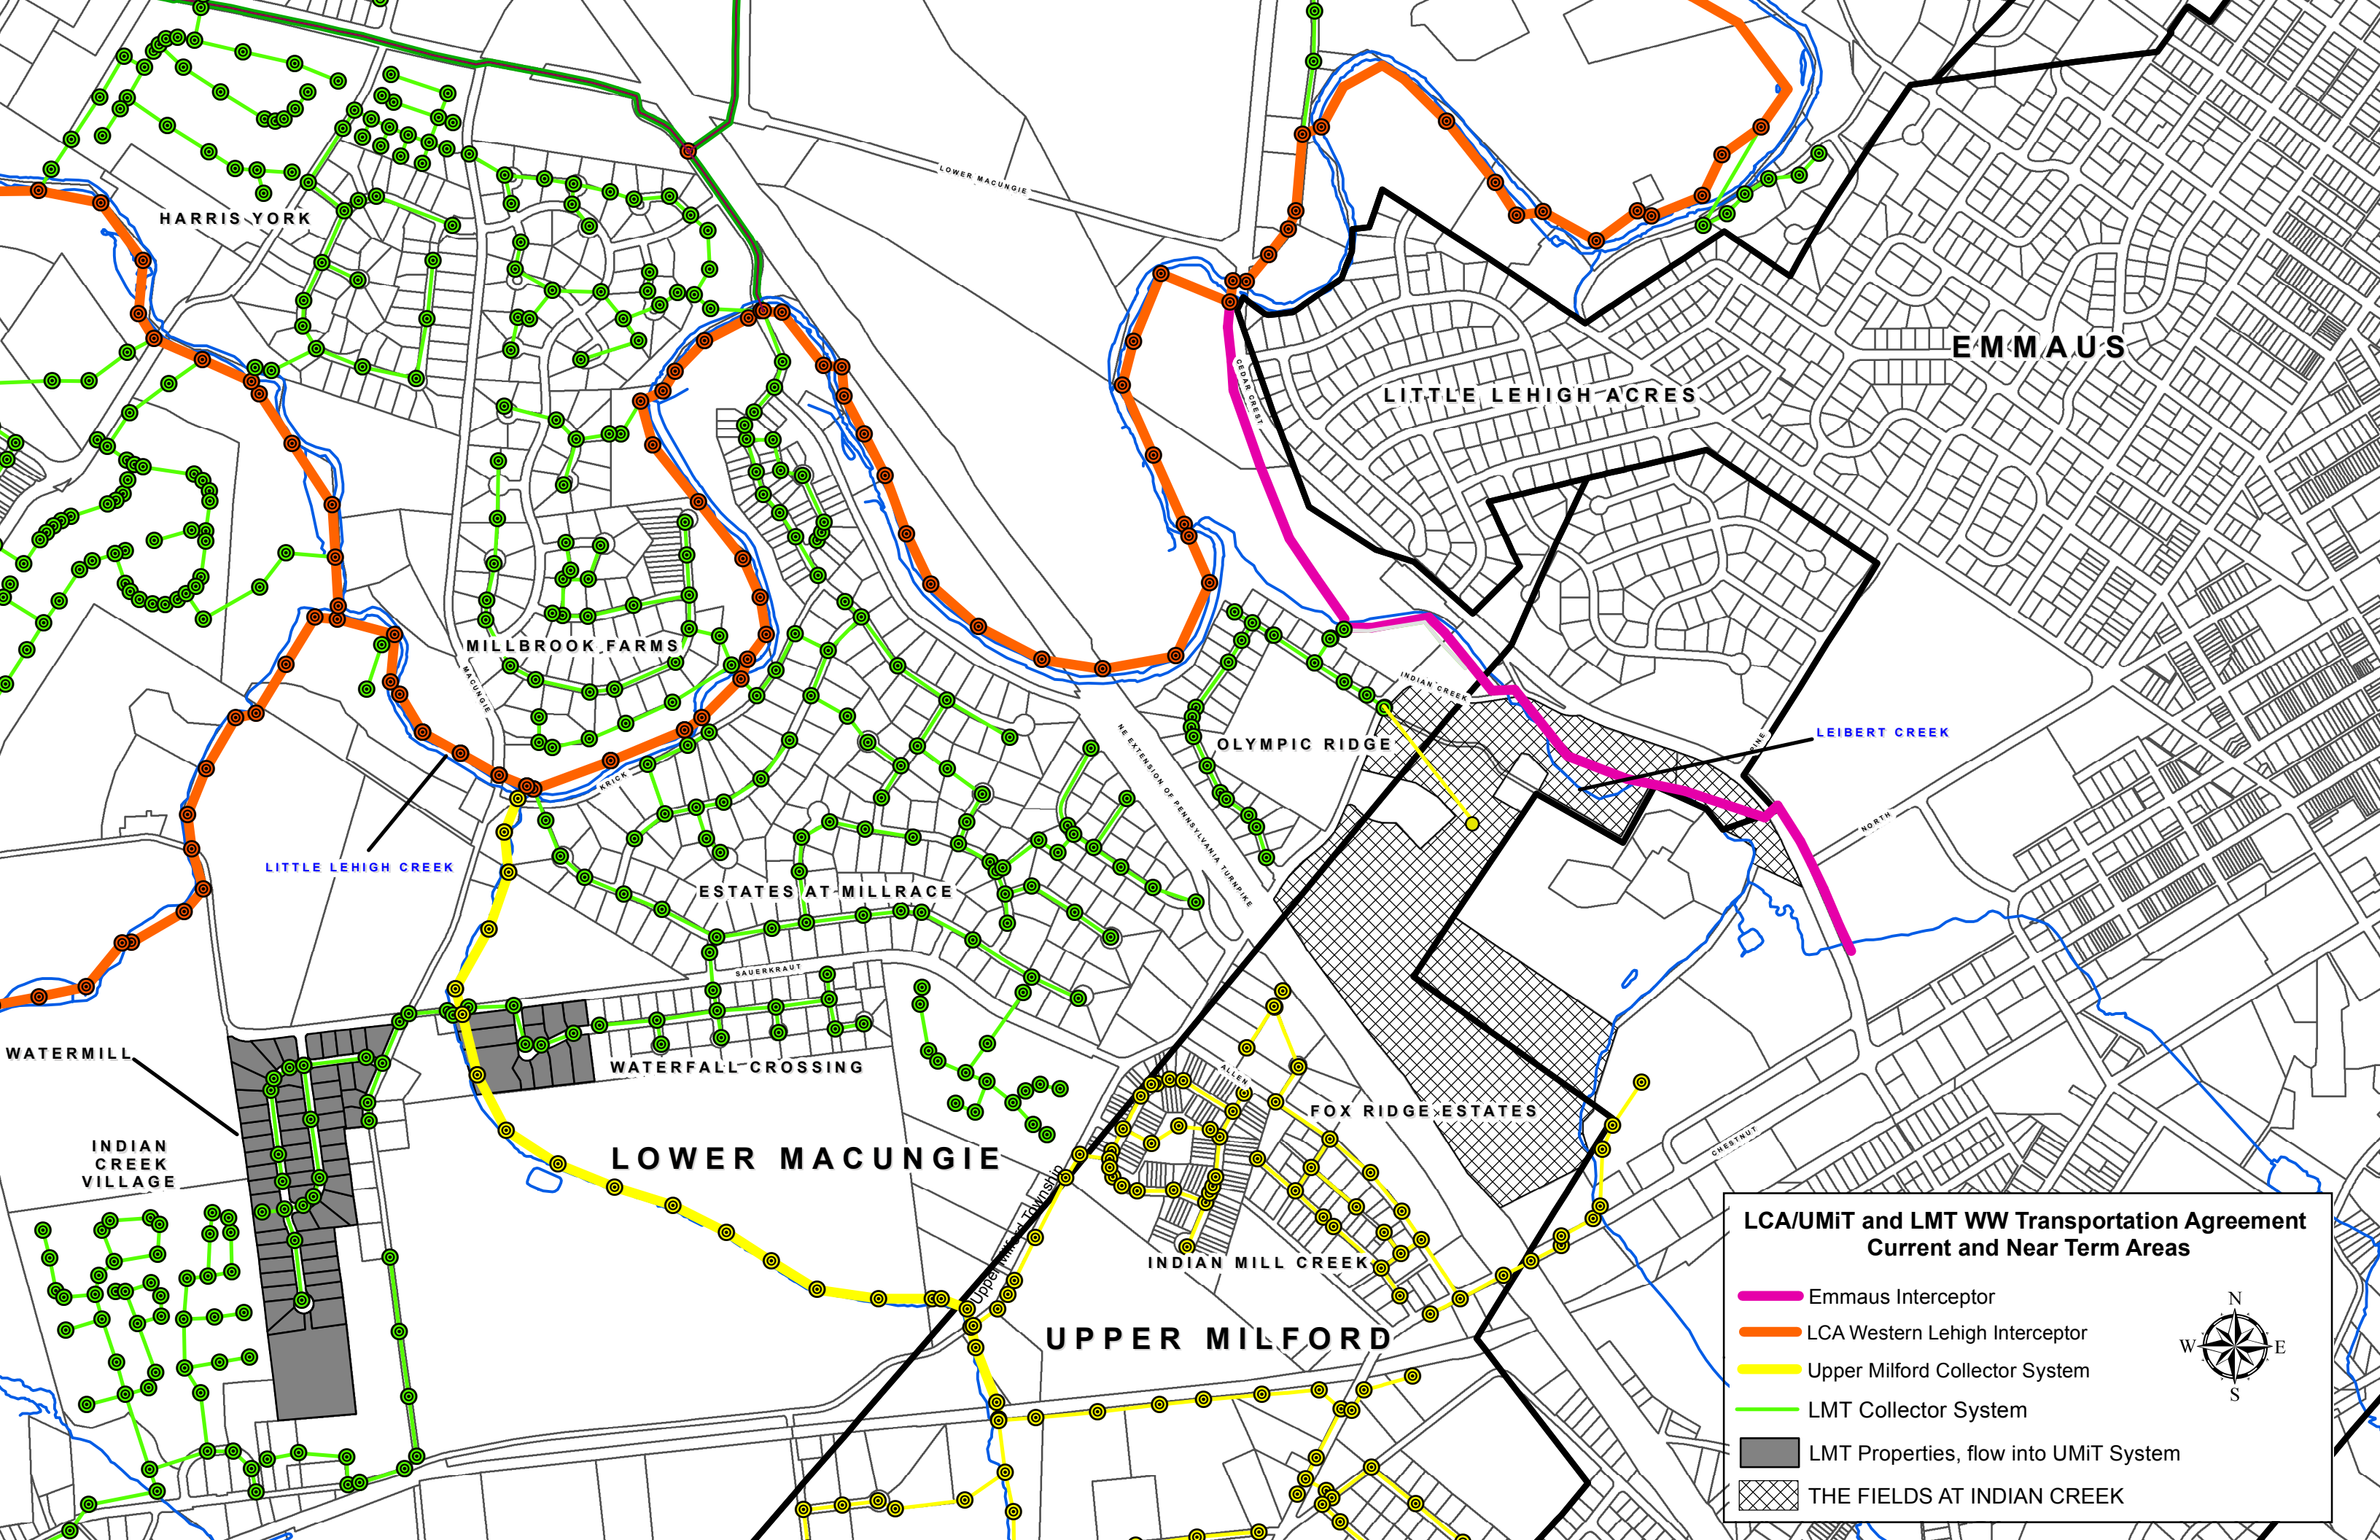 LOWER MACUNGIE
HARRIS YORK
EMMAUS
CEDAR CREST
LITTLE LEHIGH ACRES
MILLBROOK FARMS
MACUNGIE
INDIAN CREEK
LEIBERT CREEK
PINE
OLYMPIC RIDGE
NE EXTENSION OF PENNSYLVANIA TURNPIKE
KRICK
NORTH
LITTLE LEHIGH CREEK
ESTATES AT MILLRACE
SAUERKRAUT
WATERMILL
WATERFALL CROSSING
ALLEN
FOX RIDGE ESTATES
CHESTNUT
INDIAN
CREEK
VILLAGE
LOWER MACUNGIE
Upper Milford Township
INDIAN MILL CREEK
UPPER MILFORD
LCA/UMiT and LMT WW Transportation Agreement
Current and Near Term Areas
Emmaus Interceptor
LCA Western Lehigh Interceptor
Upper Milford Collector System
LMT Collector System
LMT Properties, flow into UMiT System
THE FIELDS AT INDIAN CREEK
N
W
E
S